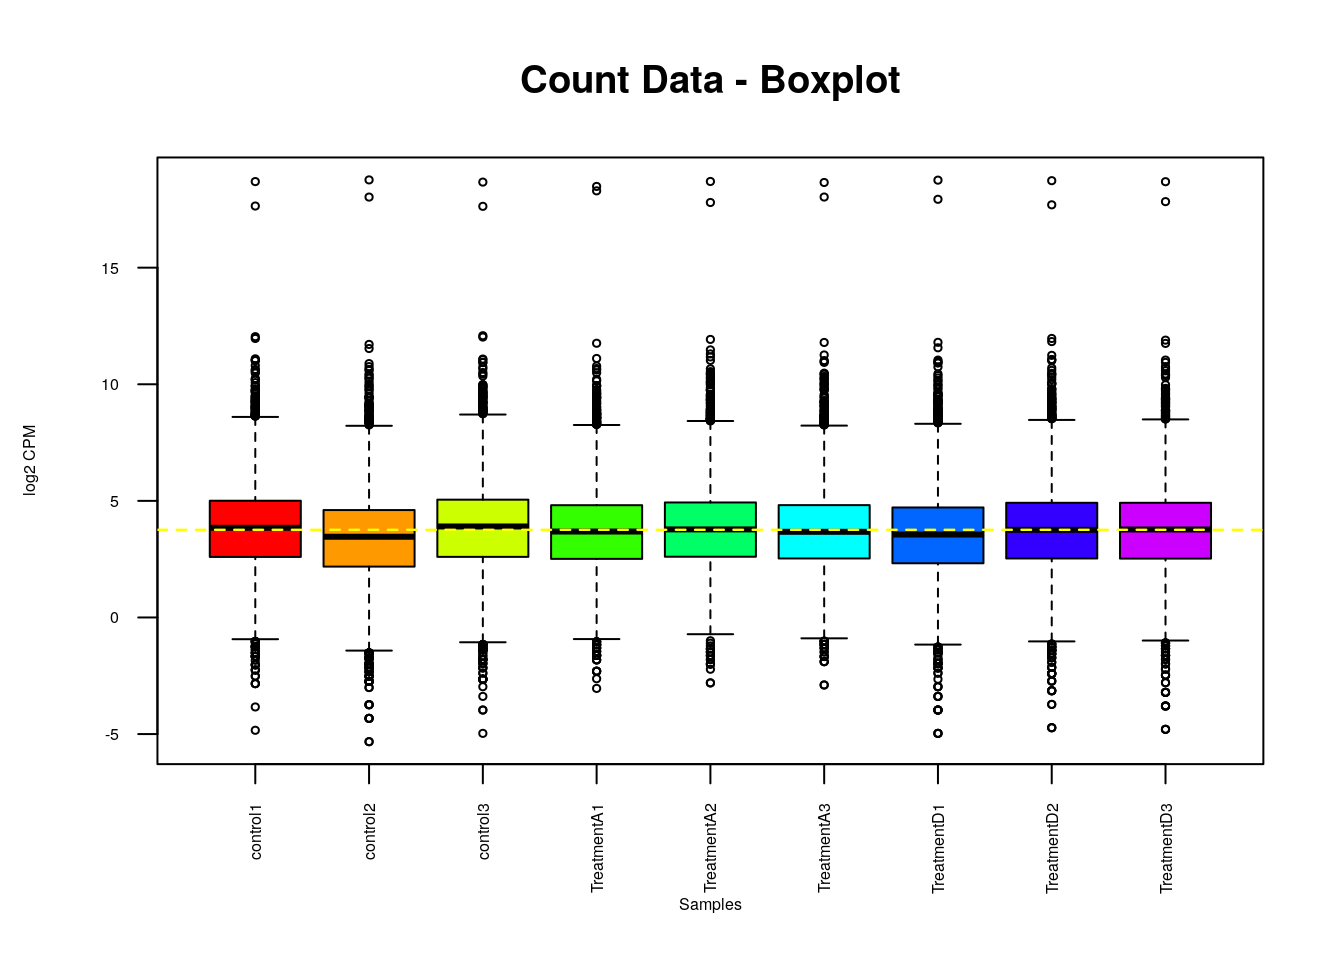 Count Data - Boxplot
log2 CPM
15
10
5
0
-5
control1
control2
control3
TreatmentA1
TreatmentA2
TreatmentA3
TreatmentD1
TreatmentD2
TreatmentD3
Samples